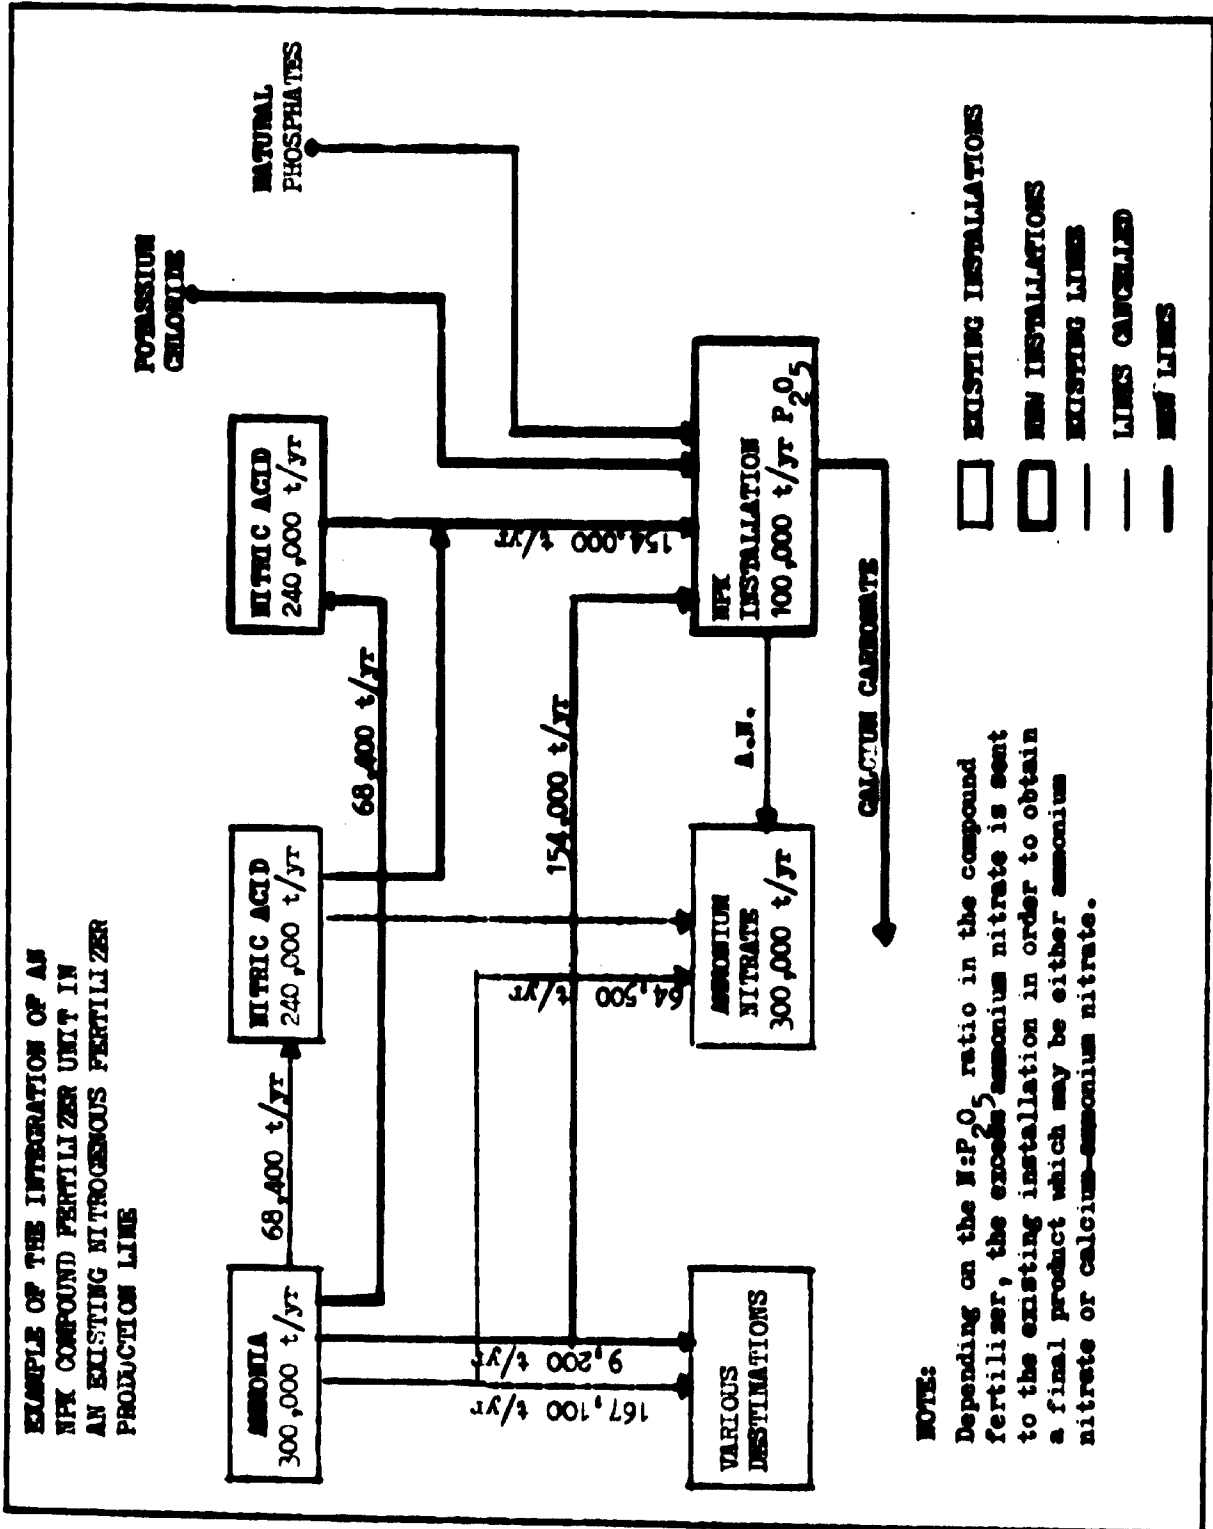 EXAMPLE OF THE INTEGRATION OF AN
NPK COMPOUND FERTILIZER UNIT IN
AN EXISTING NITROGENOUS FERTILIZER
PRODUCTION LINE
AMMONIA
300,000 t/yr
68,400 t/yr
NITRIC ACID
240,000 t/yr
68,400 t/yr
NITRIC ACID
240,000 t/yr
POTASSIUM
CHLORIDE
NATURAL
PHOSPHATES
167,100 t/yr
9,200 t/yr
64,500 t/yr
154,000 t/yr
154,000 t/yr
VARIOUS
DESTINATIONS
AMMONIUM
NITRATE
300,000 t/yr
A.N.
NPK
INSTALLATION
100,000 t/yr P2O5
CALCIUM CARBONATE
NOTE:
Depending on the N:P2O5 ratio in the compound
fertilizer, the excess ammonium nitrate is sent
to the existing installation in order to obtain
a final product which may be either ammonium
nitrate or calcium-ammonium nitrate.
EXISTING INSTALLATIONS
NEW INSTALLATIONS
EXISTING LINES
LINES CANCELLED
NEW LINES